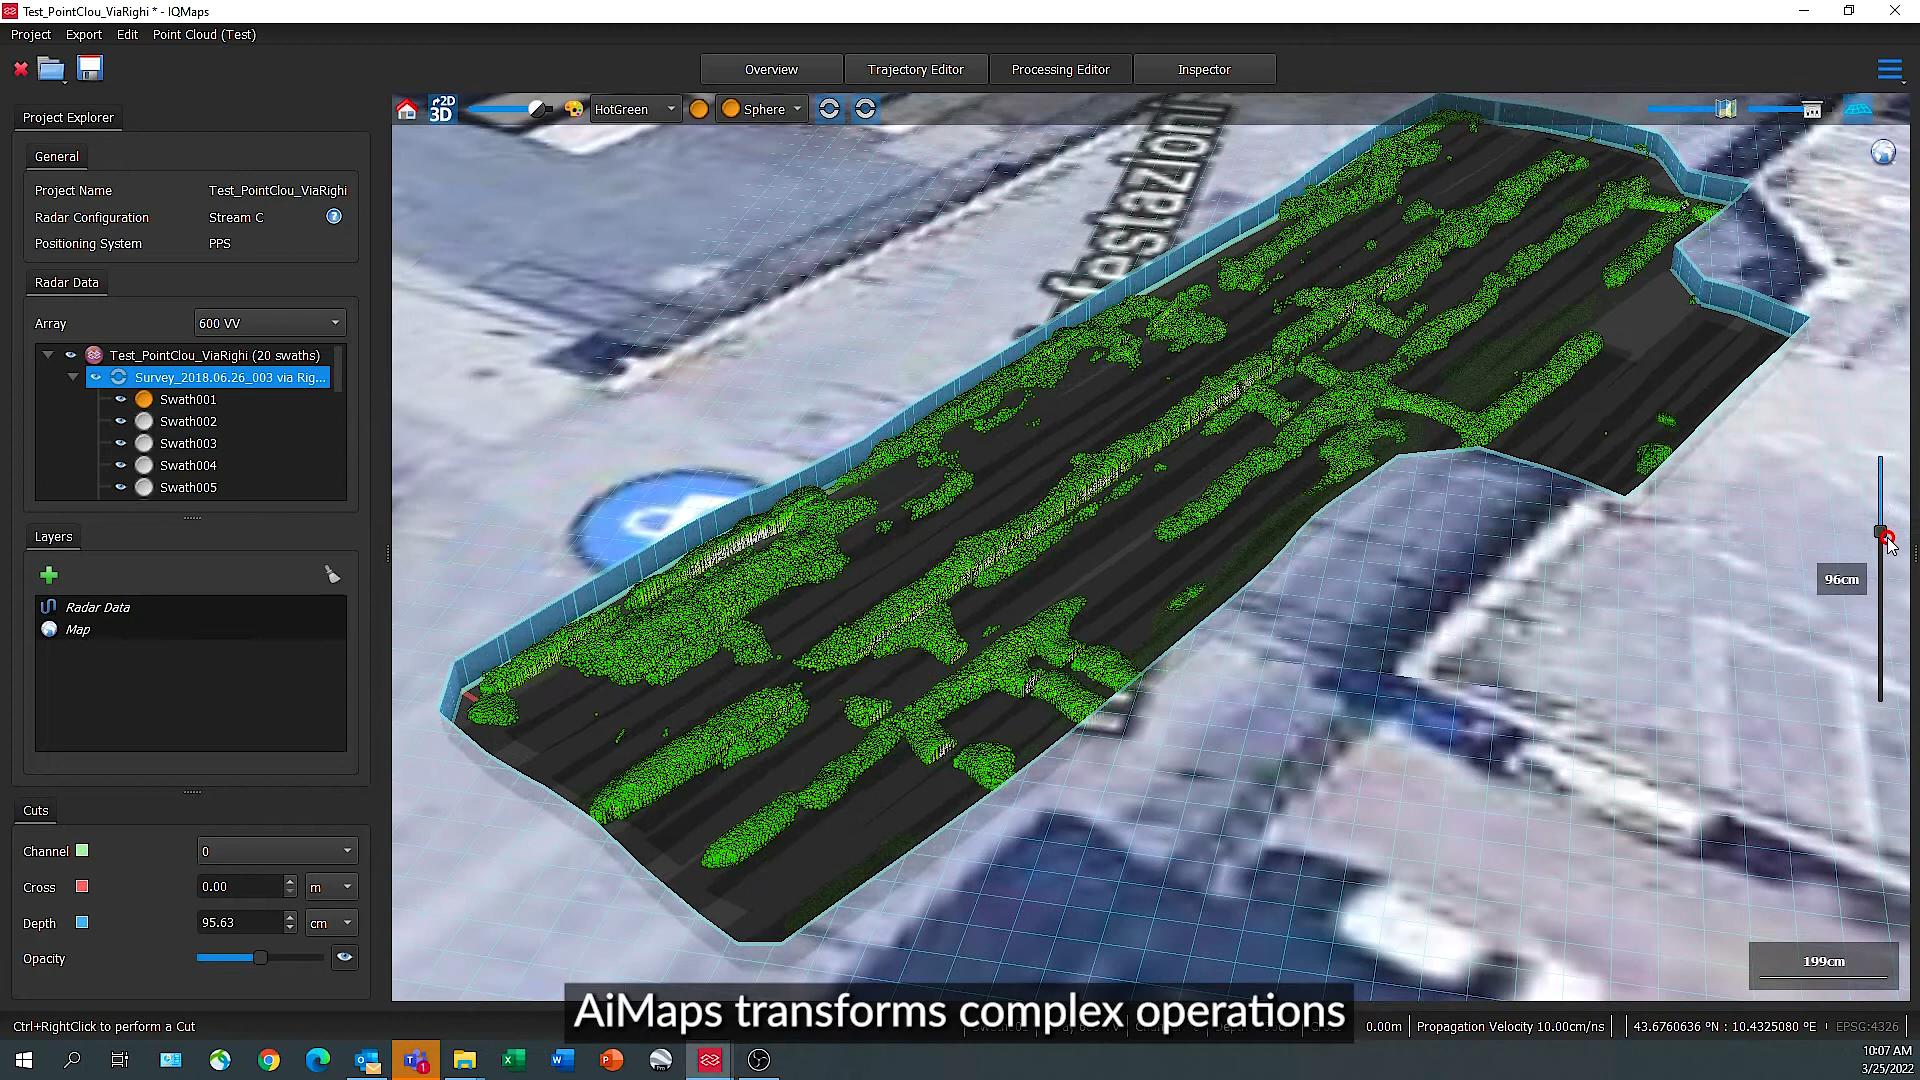 Test_PointClou_ViaRighi * - IQMaps
Project Export Edit Point Cloud (Test)
Overview Trajectory Editor Processing Editor Inspector
Project Explorer
2D
3D
HotGreen
Sphere
General
Project Name Test_PointClou_ViaRighi
Radar Configuration Stream C
Positioning System PPS
Radar Data
Array 600 VV
Test_PointClou_ViaRighi (20 swaths)
Survey_2018.06.26_003 via Rig...
Swath001
Swath002
Swath003
Swath004
Swath005
Layers
Radar Data
Map
96cm
Cuts
Channel 0
Cross 0.00 m
Depth 95.63 cm
Opacity
199cm
AiMaps transforms complex operations
Ctrl+RightClick to perform a Cut
0.00m Propagation Velocity 10.00cm/ns 43.6760636 ºN : 10.4325080 ºE EPSG:4326
10:07 AM
3/25/2022